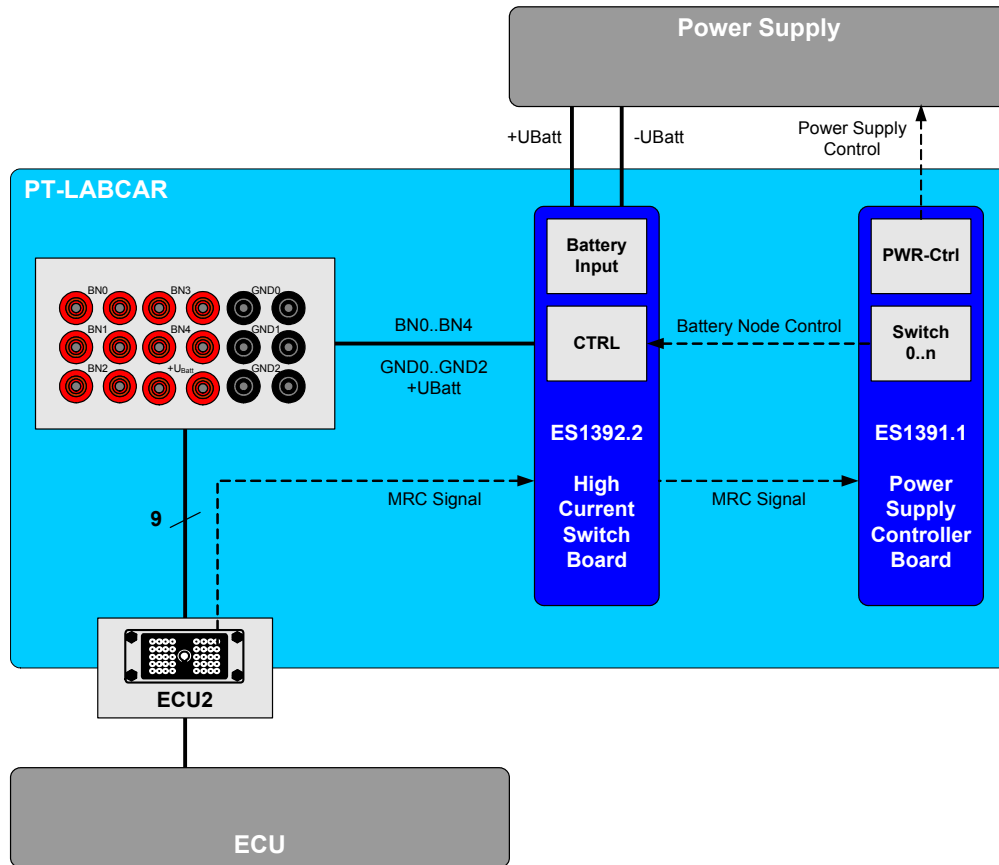 Power Supply
+UBatt
-UBatt
Power Supply
Control
PT-LABCAR
Battery
Input
PWR-Ctrl
BN0
BN3
GND0
BN1
BN4
GND1
BN2
+UBatt
GND2
BN0..BN4
GND0..GND2
+UBatt
CTRL
Battery Node Control
Switch
0..n
ES1392.2
High
Current
Switch
Board
ES1391.1
Power
Supply
Controller
Board
MRC Signal
MRC Signal
9
ECU2
ECU